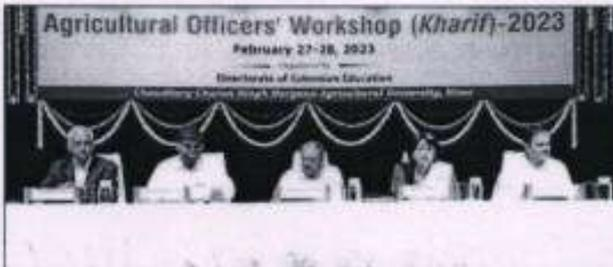 Agricultural Officers' Workshop (Kharif)-2023
February 27-28, 2023
Directorate of Extension Education
Chaudhary Charan Singh Haryana Agricultural University, Hisar